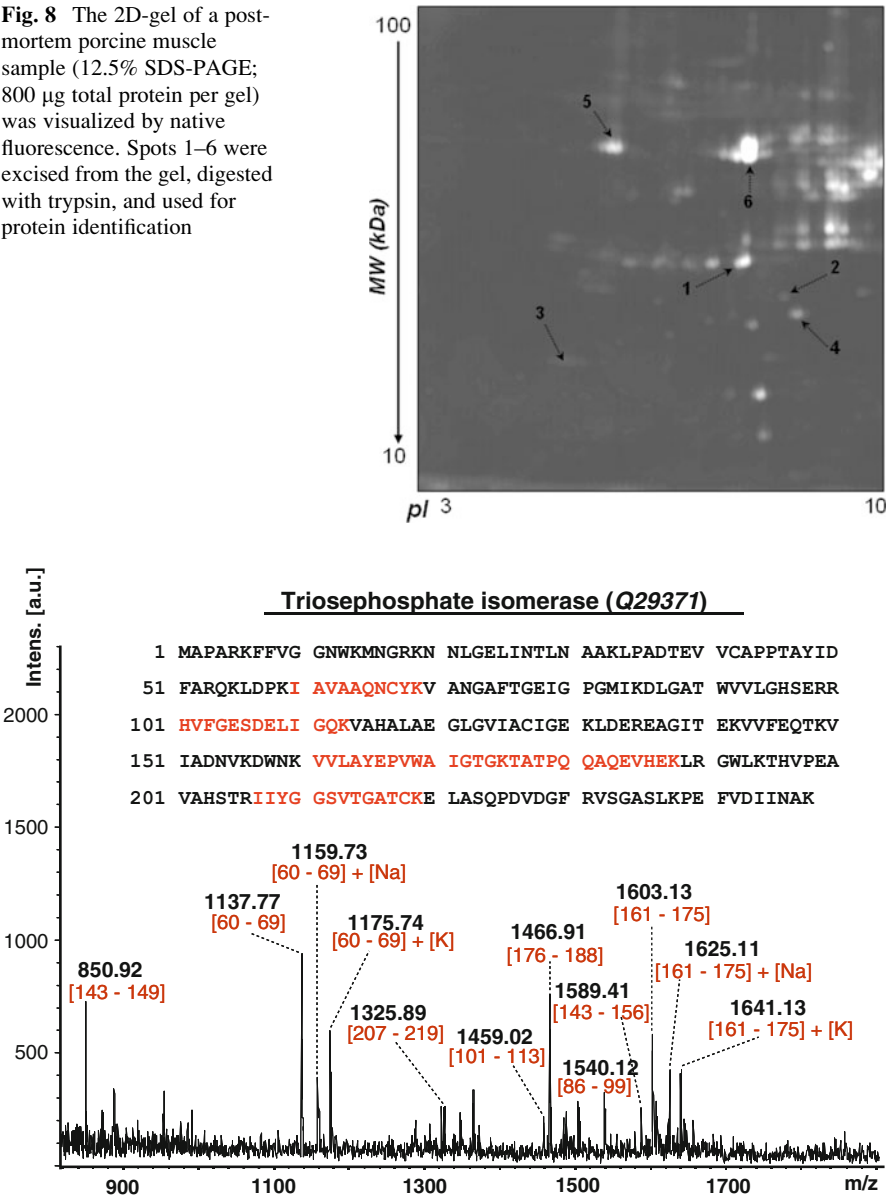 Fig. 8 The 2D-gel of a post-
mortem porcine muscle
sample (12.5% SDS-PAGE;
800 µg total protein per gel)
was visualized by native
fluorescence. Spots 1–6 were
excised from the gel, digested
with trypsin, and used for
protein identification
100
MW (kDa)
10
pI 3 10
5
6
1
2
3
4
Intens. [a.u.]
Triosephosphate isomerase (Q29371)
1 MAPARKFFVG GNWKMNGRKN NLGELINTLN AAKLPADTEV VCAPPTAYID
51 FARQKLDPKI AVAAQNCYKV ANGAFTGEIG PGMIKDLGAT WVVLGHSERR
101 HVFGESDELI GQKVAHALAE GLGVIACIGE KLDEREAGIT EKVVFEQTKV
151 IADNVKDWNK VVLAYEPVWA IGTGKTATPQ QAQEVHEKLR GWLKTHVPEA
201 VAHSTRIIYG GSVTGATCKE LASQPDVDGF RVSGASLKPE FVDIINAK
2000
1500
1000
500
850.92
[143 - 149]
1137.77
[60 - 69]
1159.73
[60 - 69] + [Na]
1175.74
[60 - 69] + [K]
1325.89
[207 - 219]
1459.02
[101 - 113]
1466.91
[176 - 188]
1540.12
[86 - 99]
1589.41
[143 - 156]
1603.13
[161 - 175]
1625.11
[161 - 175] + [Na]
1641.13
[161 - 175] + [K]
900 1100 1300 1500 1700 m/z